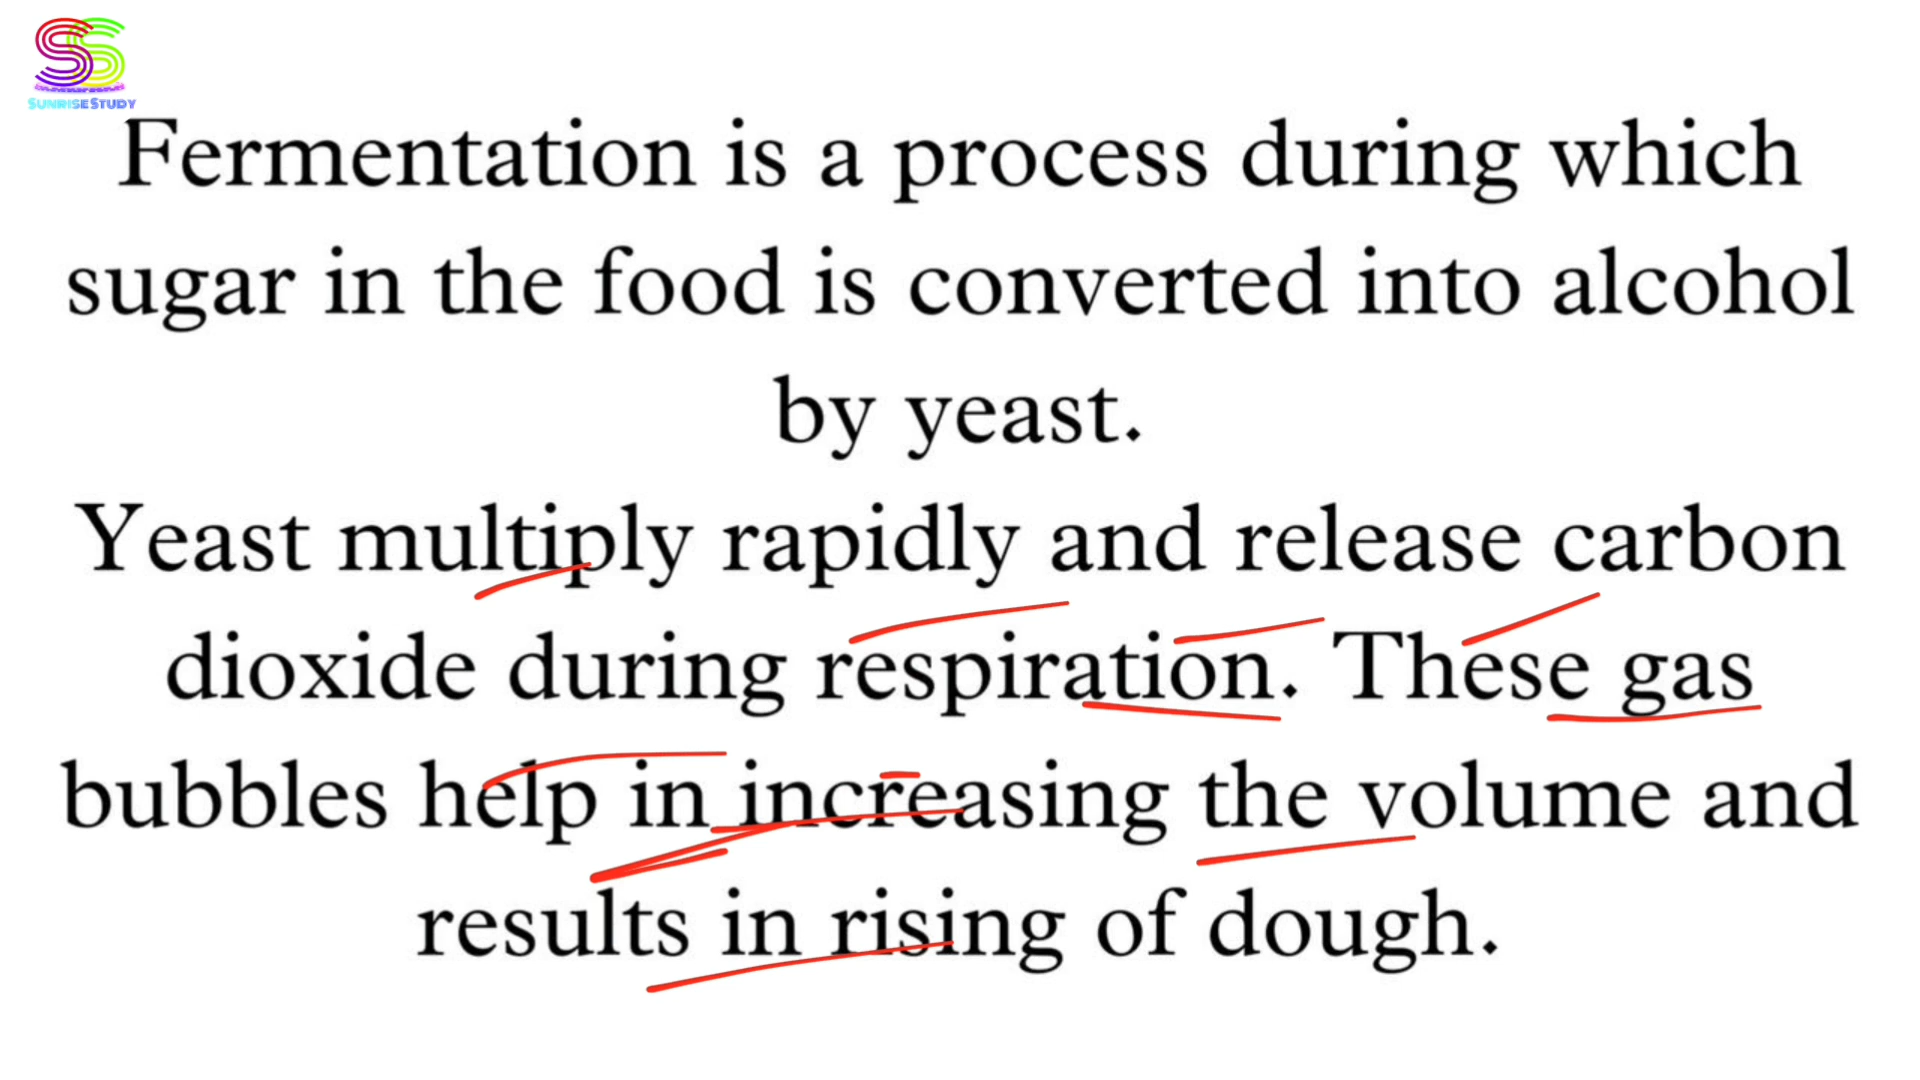 SUNRISESTUDY
Fermentation is a process during which
sugar in the food is converted into alcohol
by yeast.
Yeast multiply rapidly and release carbon
dioxide during respiration. These gas
bubbles help in increasing the volume and
results in rising of dough.